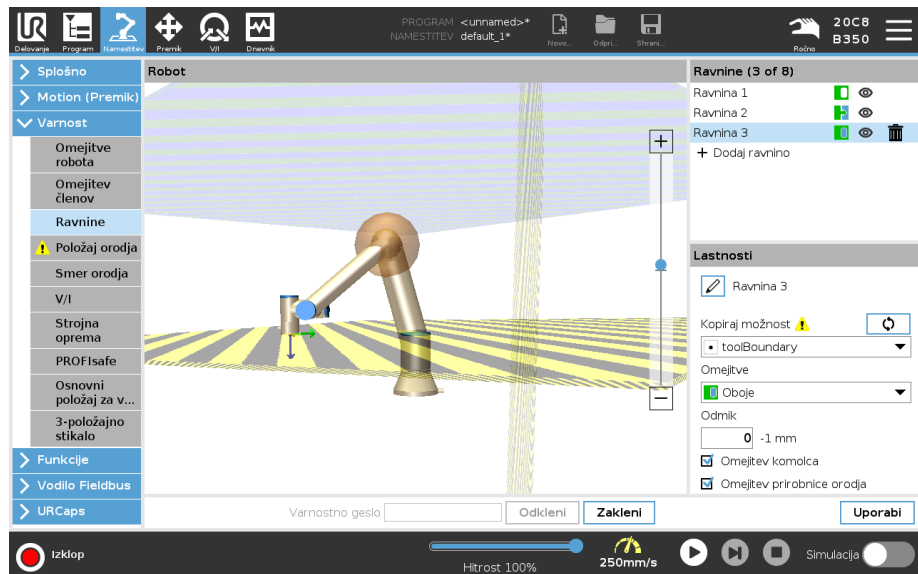 PROGRAM <unnamed>*
NAMESTITEV default_1*
Delovanje
Program
Namestitev
Premik
V/I
Dnevnik
Novo...
Odpri...
Shrani...
Ročno
20C8
B350
Splošno
Motion (Premik)
Varnost
Omejitve
robota
Omejitev
členov
Ravnine
Položaj orodja
Smer orodja
V/I
Strojna
oprema
PROFIsafe
Osnovni
položaj za v...
3-položajno
stikalo
Funkcije
Vodilo Fieldbus
URCaps
Robot
Varnostno geslo
Odkleni
Zakleni
Ravnine (3 of 8)
Ravnina 1
Ravnina 2
Ravnina 3
+ Dodaj ravnino
Lastnosti
Ravnina 3
Kopiraj možnost
toolBoundary
Omejitve
Oboje
Odmik
0 -1 mm
Omejitev komolca
Omejitev prirobnice orodja
Uporabi
Izklop
Hitrost 100%
250mm/s
Simulacija